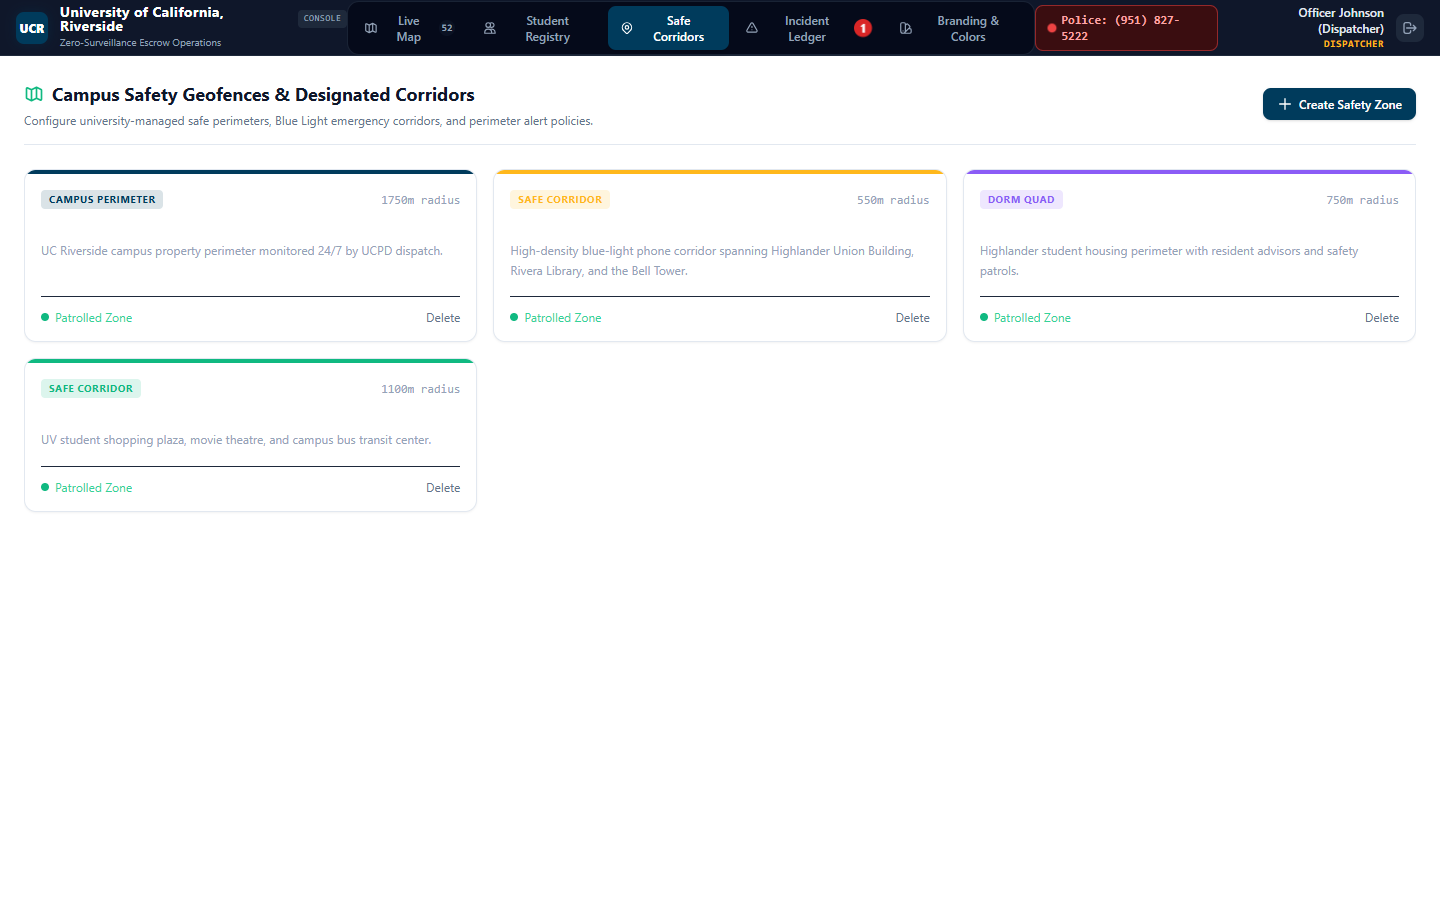 UCR
University of California,
Riverside
Zero-Surveillance Escrow Operations
CONSOLE
Live
Map
52
Student
Registry
Safe
Corridors
Incident
Ledger
1
Branding &
Colors
Police: (951) 827-
5222
Officer Johnson
(Dispatcher)
DISPATCHER
Campus Safety Geofences & Designated Corridors
Configure university-managed safe perimeters, Blue Light emergency corridors, and perimeter alert policies.
Create Safety Zone
CAMPUS PERIMETER
1750m radius
UC Riverside campus property perimeter monitored 24/7 by UCPD dispatch.
Patrolled Zone
Delete
SAFE CORRIDOR
550m radius
High-density blue-light phone corridor spanning Highlander Union Building,
Rivera Library, and the Bell Tower.
Patrolled Zone
Delete
DORM QUAD
750m radius
Highlander student housing perimeter with resident advisors and safety
patrols.
Patrolled Zone
Delete
SAFE CORRIDOR
1100m radius
UV student shopping plaza, movie theatre, and campus bus transit center.
Patrolled Zone
Delete